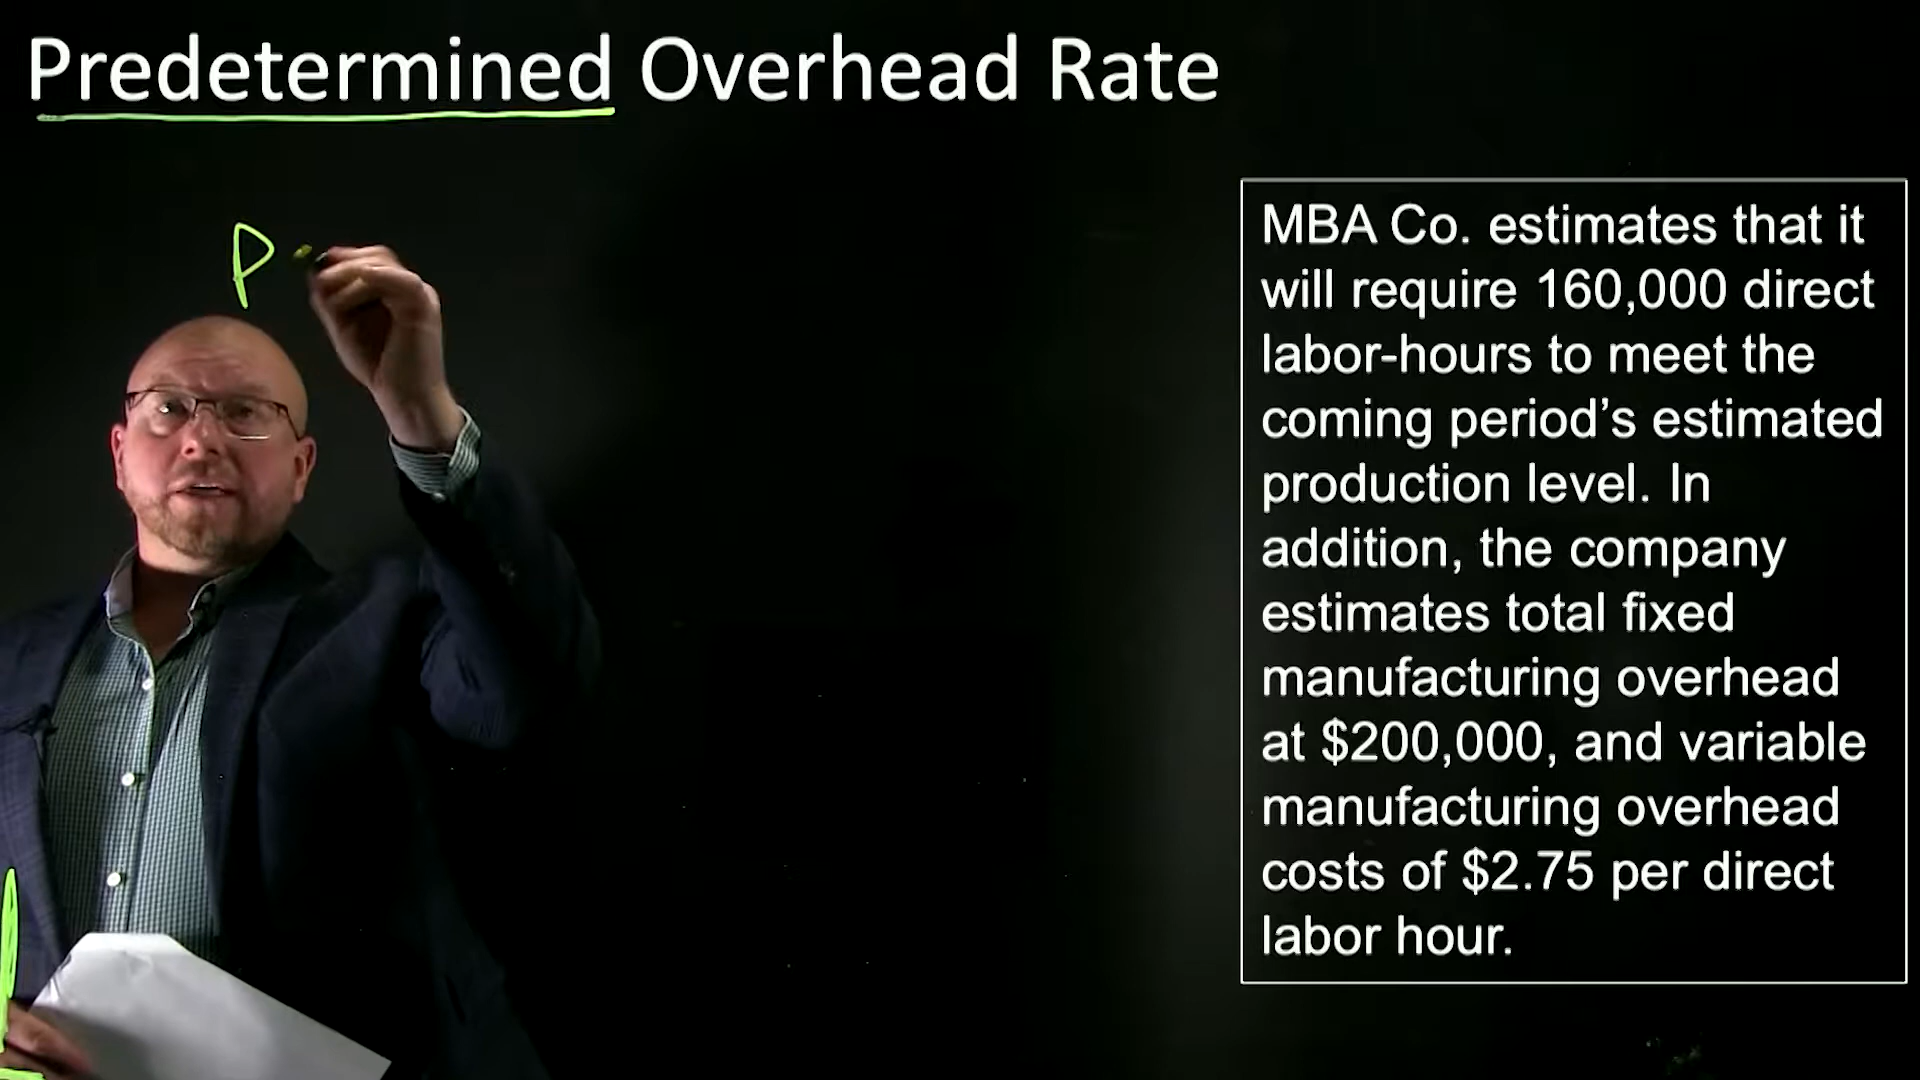 Predetermined Overhead Rate
P
MBA Co. estimates that it
will require 160,000 direct
labor-hours to meet the
coming period’s estimated
production level. In
addition, the company
estimates total fixed
manufacturing overhead
at $200,000, and variable
manufacturing overhead
costs of $2.75 per direct
labor hour.